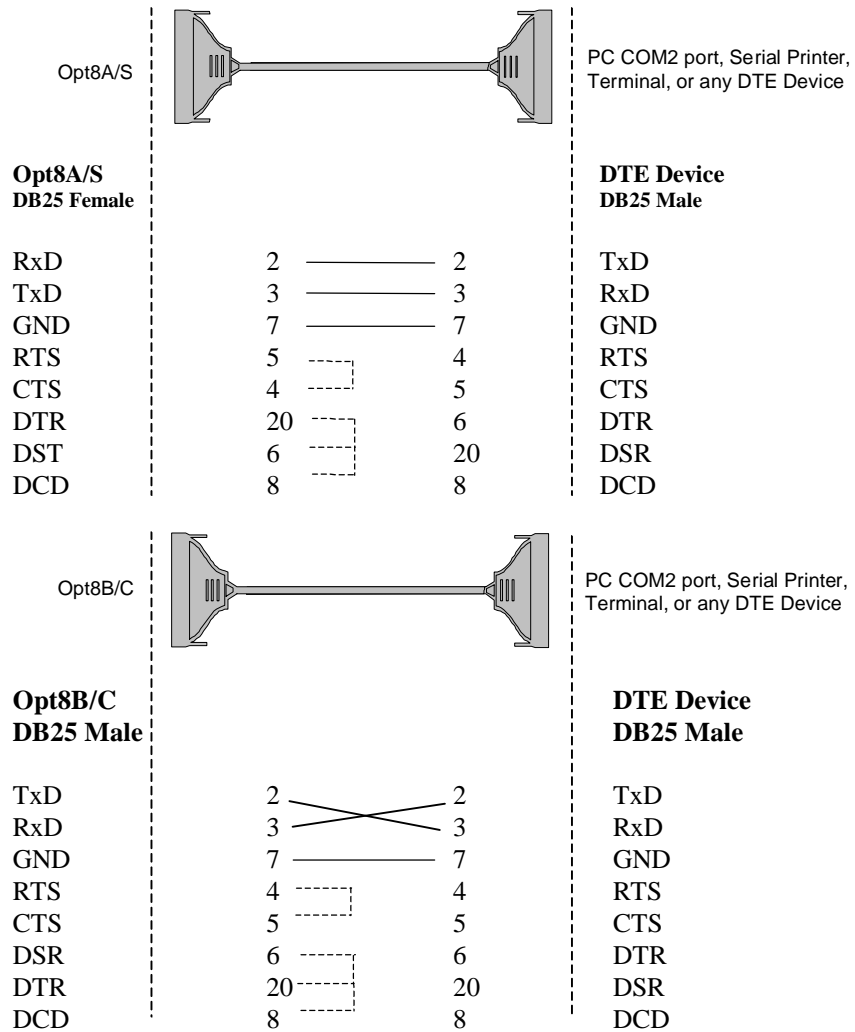 Opt8A/S
PC COM2 port, Serial Printer,
Terminal, or any DTE Device
Opt8A/S DTE Device
DB25 Female DB25 Male
RxD 2 2 TxD
TxD 3 3 RxD
GND 7 7 GND
RTS 5 4 RTS
CTS 4 5 CTS
DTR 20 6 DTR
DST 6 20 DSR
DCD 8 8 DCD
Opt8B/C
PC COM2 port, Serial Printer,
Terminal, or any DTE Device
Opt8B/C DTE Device
DB25 Male DB25 Male
TxD 2 2 TxD
RxD 3 3 RxD
GND 7 7 GND
RTS 4 4 RTS
CTS 5 5 CTS
DSR 6 6 DTR
DTR 20 20 DSR
DCD 8 8 DCD